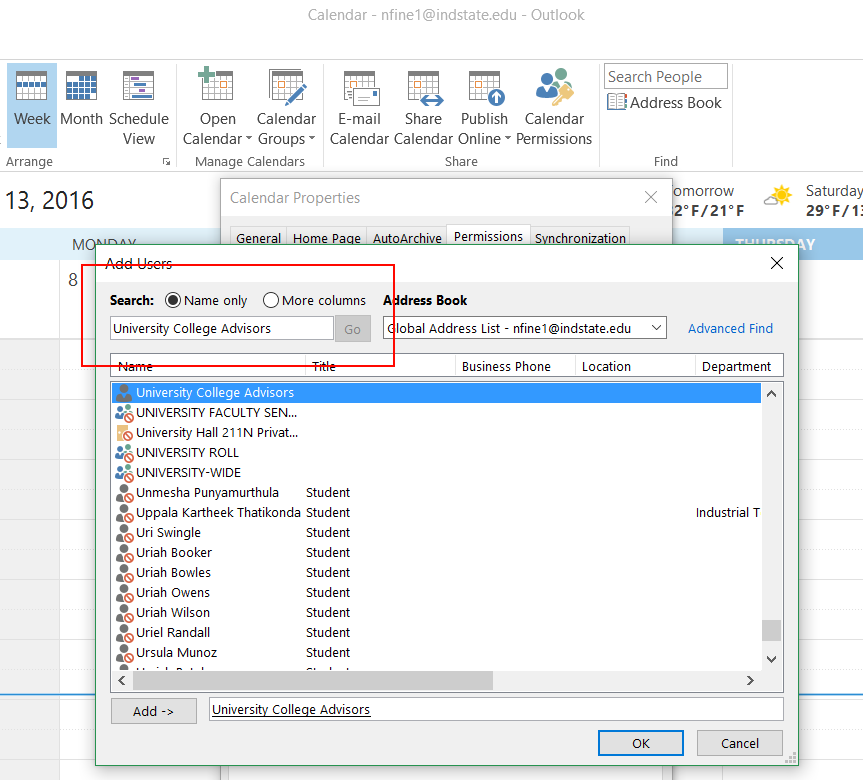 Calendar - nfine1@indstate.edu - Outlook
Week Month Schedule View
Open Calendar
Calendar Groups
E-mail Calendar
Share Calendar
Publish Online
Calendar Permissions
Search People
Address Book
Arrange
Manage Calendars
Share
Find
13, 2016
Calendar Properties
omorrow
2°F/21°F
Saturday
29°F/13
General Home Page AutoArchive Permissions Synchronization
MONDAY
THURSDAY
8
Add Users
Search: Name only More columns Address Book
University College Advisors Go Global Address List - nfine1@indstate.edu Advanced Find
Name Title Business Phone Location Department
University College Advisors
UNIVERSITY FACULTY SEN...
University Hall 211N Privat...
UNIVERSITY ROLL
UNIVERSITY-WIDE
Unmesha Punyamurthula Student
Uppala Kartheek Thatikonda Student Industrial T
Uri Swingle Student
Uriah Booker Student
Uriah Bowles Student
Uriah Owens Student
Uriah Wilson Student
Uriel Randall Student
Ursula Munoz Student
Add -> University College Advisors
OK Cancel